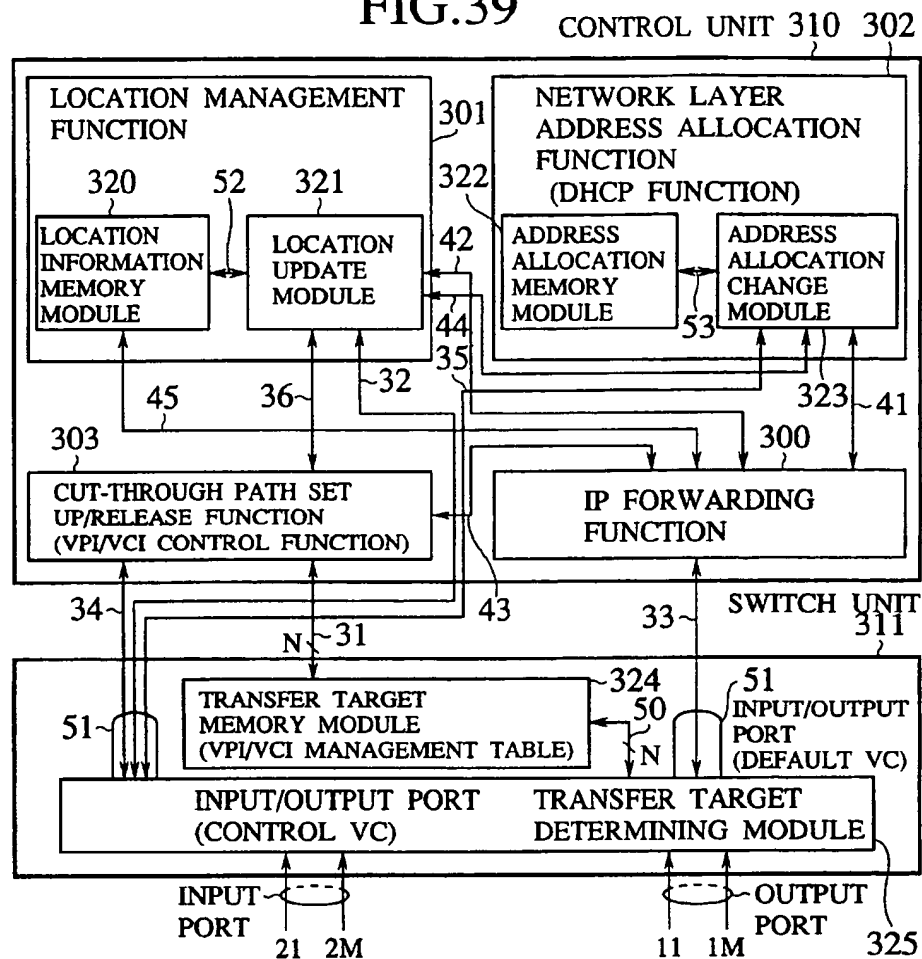 FIG.39
CONTROL UNIT 310
302
LOCATION MANAGEMENT
FUNCTION
301
NETWORK LAYER
ADDRESS ALLOCATION
FUNCTION
(DHCP FUNCTION)
320
52
321
322
42
LOCATION
INFORMATION
MEMORY
MODULE
LOCATION
UPDATE
MODULE
ADDRESS
ALLOCATION
MEMORY
MODULE
ADDRESS
ALLOCATION
CHANGE
MODULE
44
53
35
45
36
32
323
41
303
300
CUT-THROUGH PATH SET
UP/RELEASE FUNCTION
(VPI/VCI CONTROL FUNCTION)
IP FORWARDING
FUNCTION
34
31
N
43
33
SWITCH UNIT
311
324
51
TRANSFER TARGET
MEMORY MODULE
(VPI/VCI MANAGEMENT TABLE)
50
N
51
INPUT/OUTPUT
PORT
(DEFAULT VC)
INPUT/OUTPUT PORT
(CONTROL VC)
TRANSFER TARGET
DETERMINING MODULE
INPUT
PORT
OUTPUT
PORT
21
2M
11
1M
325